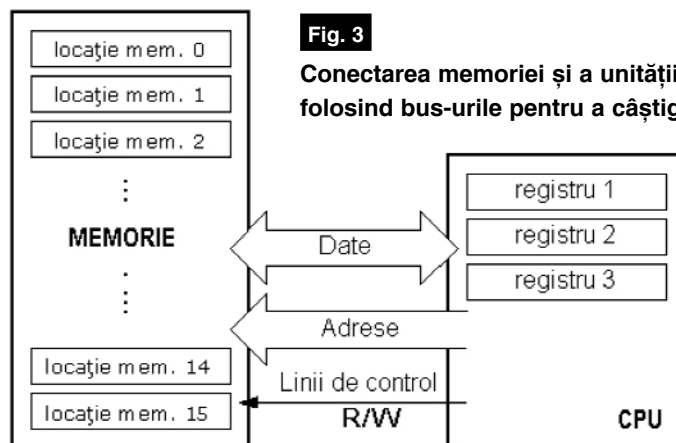 Fig. 3
Conectarea memoriei și a unității
folosind bus-urile pentru a câștig
locație mem. 0
locație mem. 1
locație mem. 2
MEMORIE
locație mem. 14
locație mem. 15
Date
Adrese
Linii de control
R/W
registru 1
registru 2
registru 3
CPU